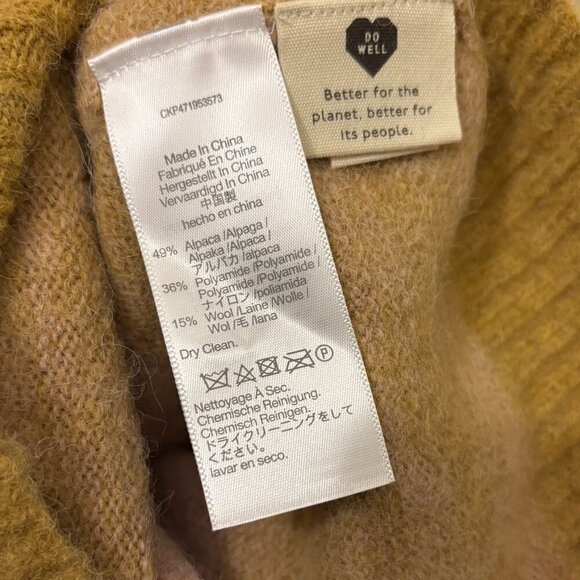 DO
WELL
Better for the
planet, better for
its people.
CKP471953573
Made In China
Fabriqué En Chine
Hergestellt In China
Vervaardigd In China
中国製
hecho en china
49% Alpaca /Alpaga /
Alpaka /Alpaca /
アルパカ /alpaca
36% Polyamide /Polyamide /
Polyamide /Polyamide /
ナイロン /poliamida
15% Wool /Laine /Wolle /
Wol /毛 /lana
Dry Clean.
P
Nettoyage À Sec.
Chemische Reinigung.
Chemisch Reinigen.
ドライクリーニングをして
ください。
lavar en seco.